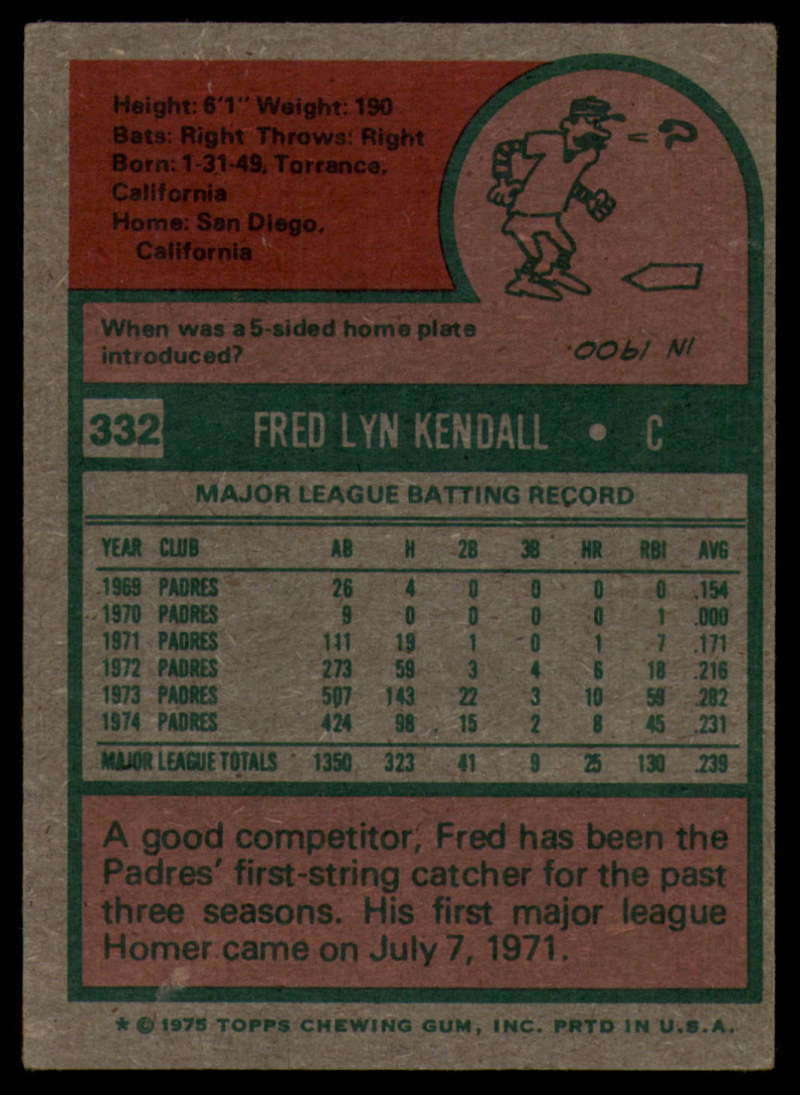 Height: 6'1" Weight: 190
Bats: Right Throws: Right
Born: 1-31-49, Torrance,
California
Home: San Diego,
California
When was a 5-sided home plate
introduced?
IN 1900
332 FRED LYN KENDALL • C
MAJOR LEAGUE BATTING RECORD
YEAR CLUB AB H 2B 3B HR RBI AVG
1969 PADRES 26 4 0 0 0 0 .154
1970 PADRES 9 0 0 0 0 1 .000
1971 PADRES 111 19 1 0 1 7 .171
1972 PADRES 273 59 3 4 6 18 .216
1973 PADRES 507 143 22 3 10 59 .282
1974 PADRES 424 98 15 2 8 45 .231
MAJOR LEAGUE TOTALS 1350 323 41 9 25 130 .239
A good competitor, Fred has been the
Padres' first-string catcher for the past
three seasons. His first major league
Homer came on July 7, 1971.
* © 1975 TOPPS CHEWING GUM, INC. PRTD IN U.S.A.